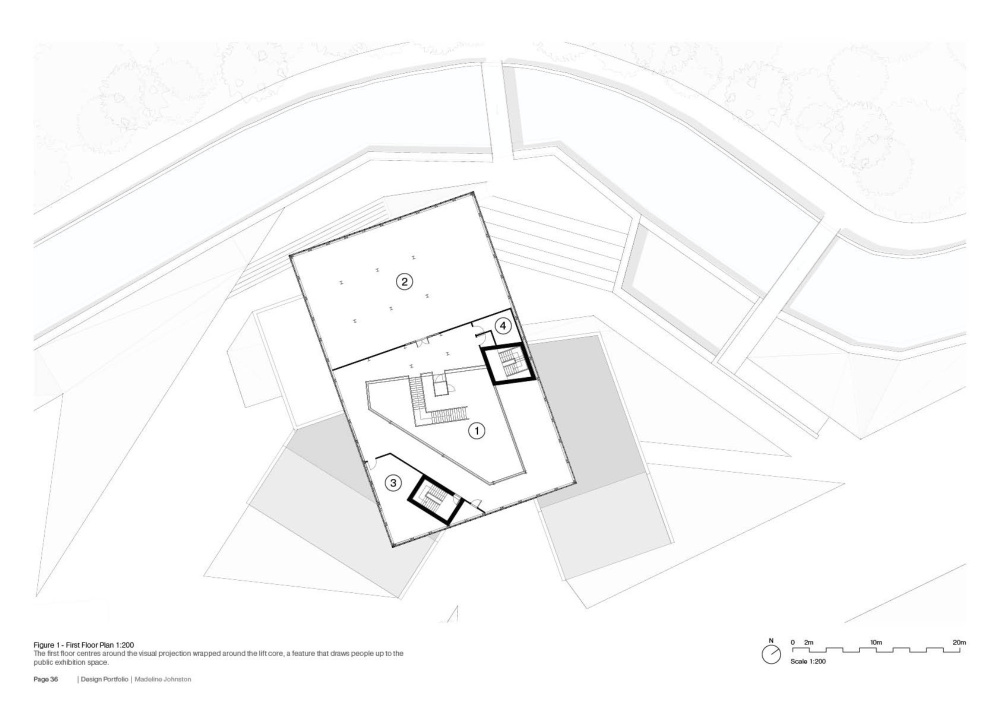 2
4
1
3
Figure 1 - First Floor Plan 1:200
The first floor centres around the visual projection wrapped around the lift core, a feature that draws people up to the
public exhibition space.
Page 36 | Design Portfolio | Madeline Johnston
N
0 2m 10m 20m
Scale 1:200